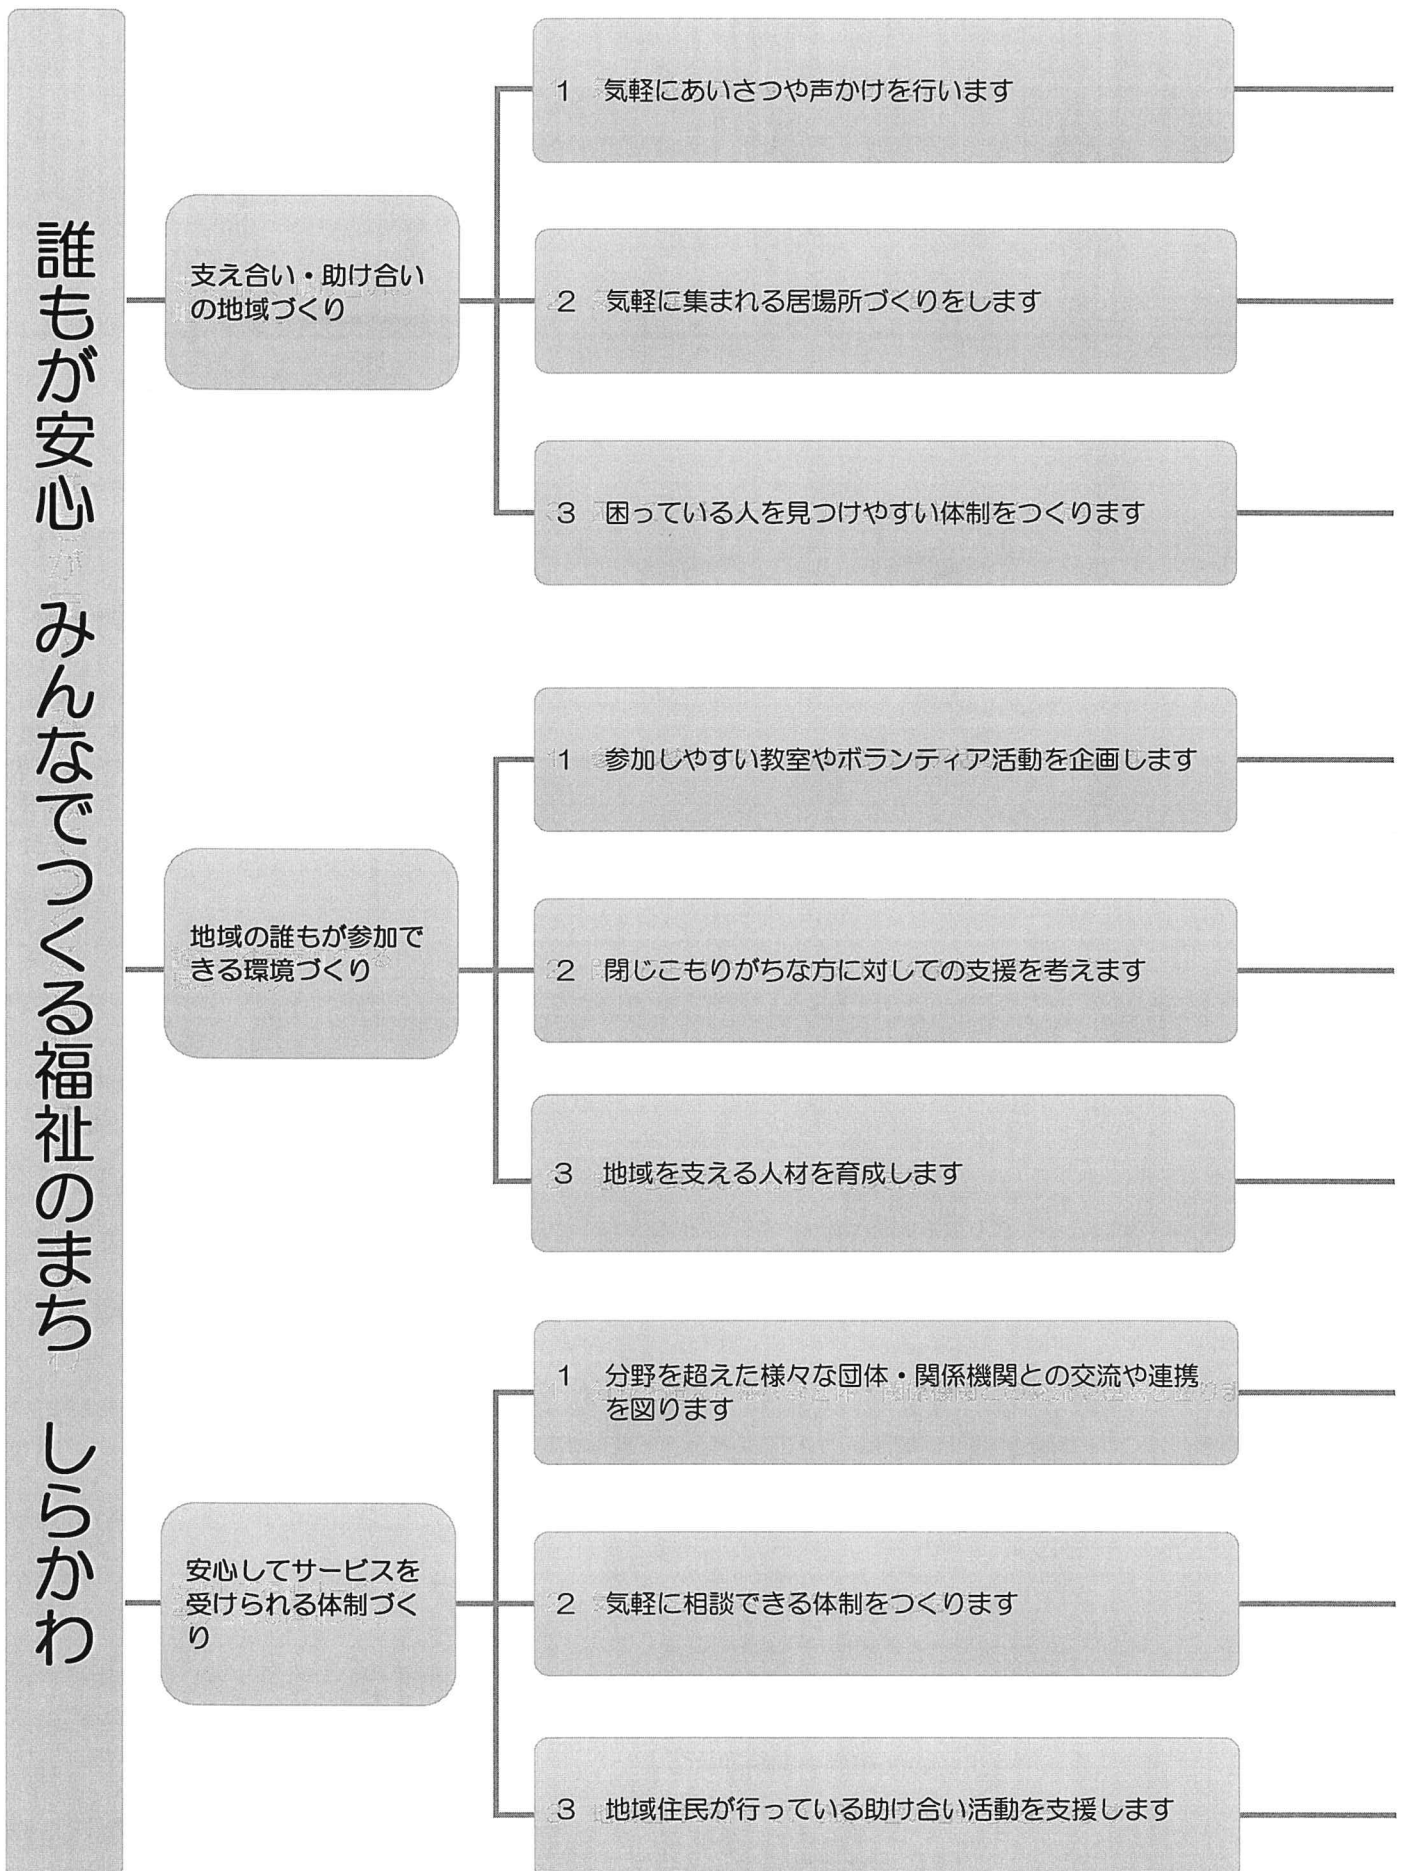 誰もが安心 みんなでつくる福祉のまち しらかわ
支え合い・助け合い
の地域づくり
1 気軽にあいさつや声かけを行います
2 気軽に集まれる居場所づくりをします
3 困っている人を見つけやすい体制をつくります
地域の誰もが参加で
きる環境づくり
1 参加しやすい教室やボランティア活動を企画します
2 閉じこもりがちな方に対しての支援を考えます
3 地域を支える人材を育成します
安心してサービスを
受けられる体制づく
り
1 分野を超えた様々な団体・関係機関との交流や連携
を図ります
2 気軽に相談できる体制をつくります
3 地域住民が行っている助け合い活動を支援します